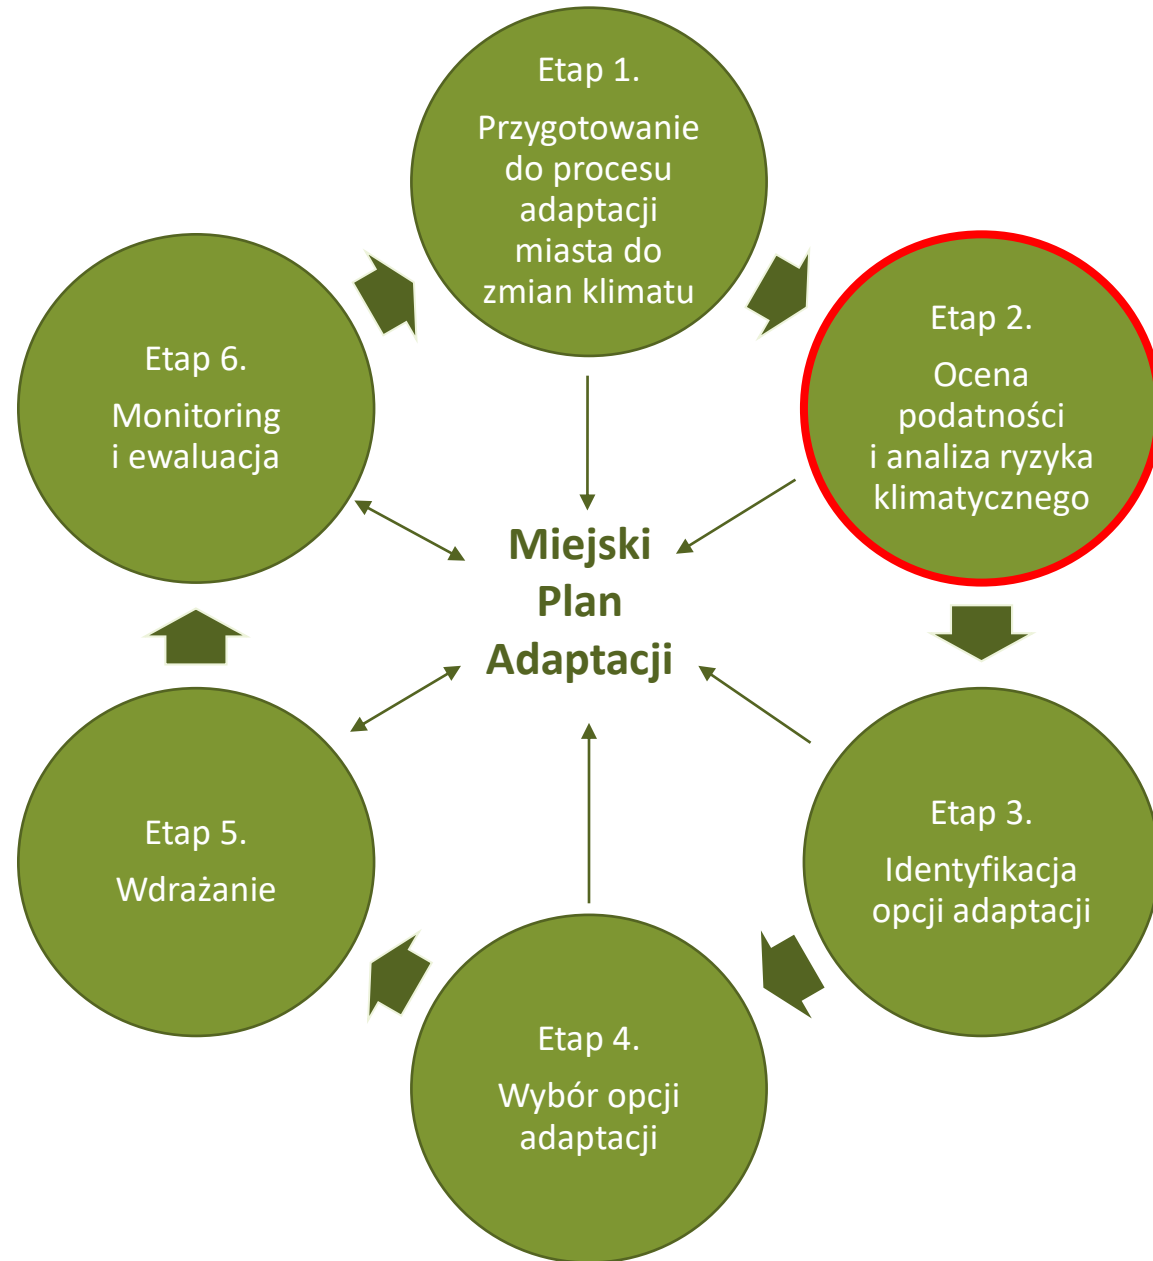 Etap 1.
Przygotowanie
do procesu
adaptacji
miasta do
zmian klimatu
Etap 2.
Ocena
podatności
i analiza ryzyka
klimatycznego
Etap 3.
Identyfikacja
opcji adaptacji
Etap 4.
Wybór opcji
adaptacji
Etap 5.
Wdrażanie
Etap 6.
Monitoring
i ewaluacja
Miejski
Plan
Adaptacji